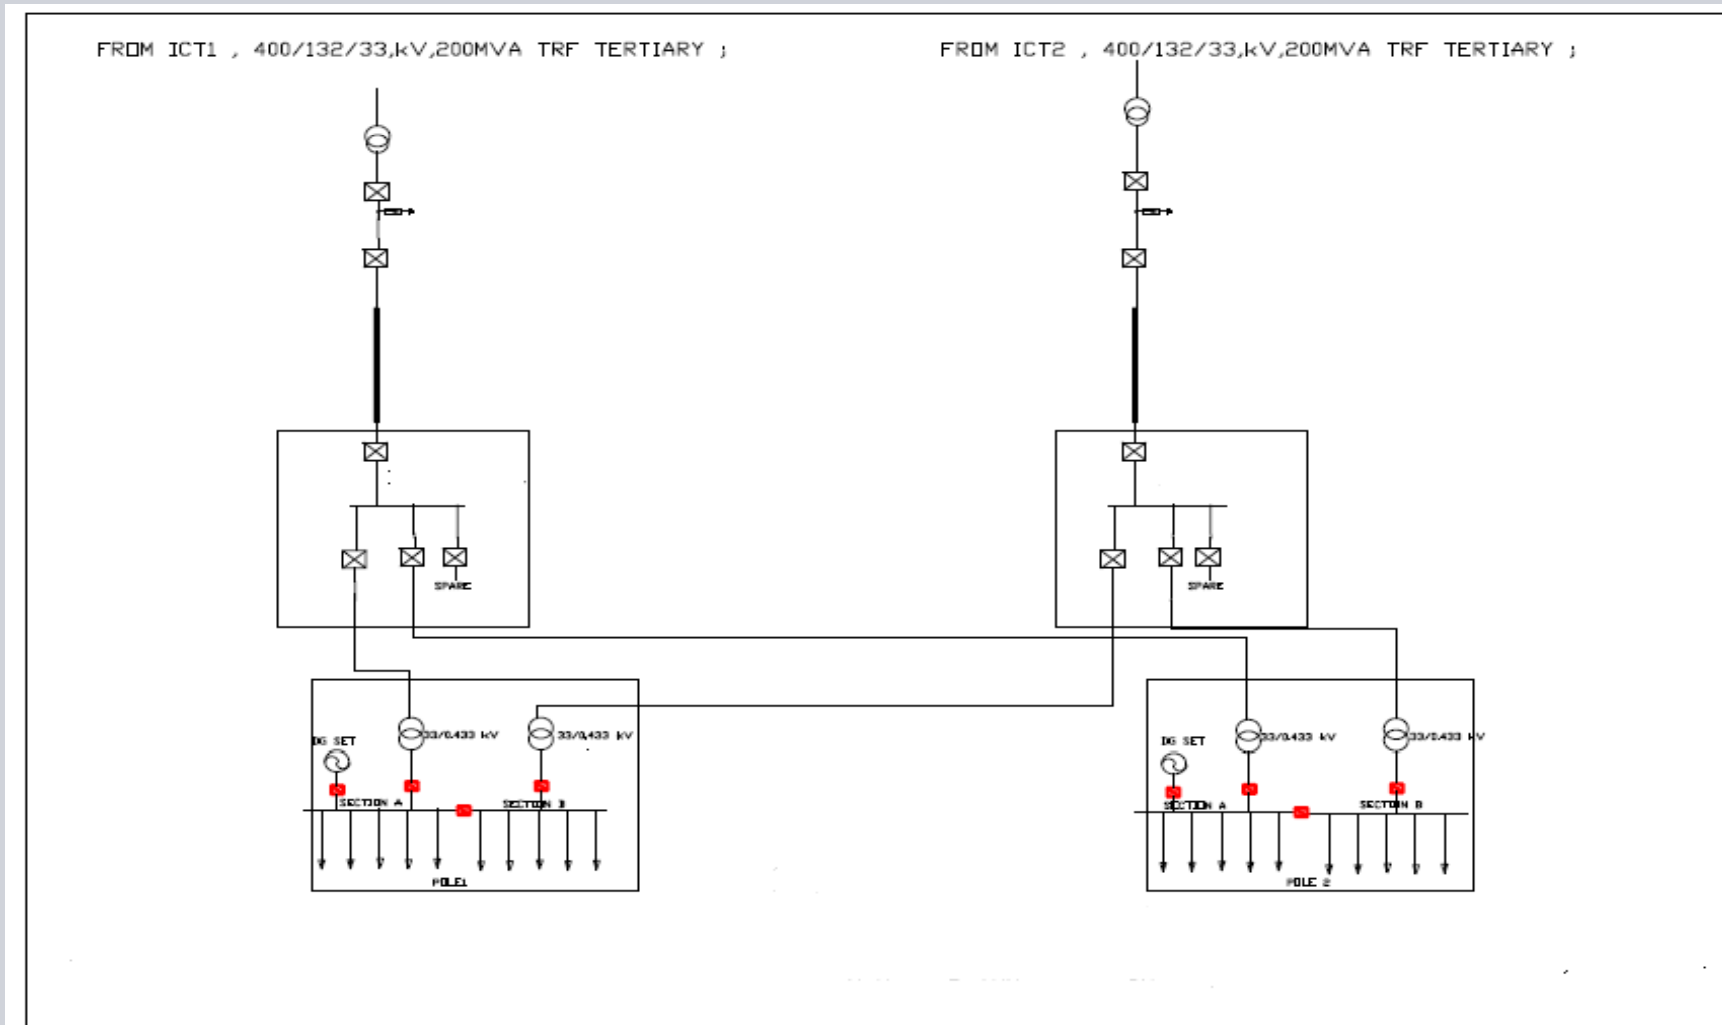 FROM ICT1 , 400/132/33,kV,200MVA TRF TERTIARY ;
FROM ICT2 , 400/132/33,kV,200MVA TRF TERTIARY ;
SPARE
SPARE
DG SET
33/0.433 kV
33/0.433 kV
SECTION A
SECTION B
POLE1
DG SET
33/0.433 kV
33/0.433 kV
SECTION A
SECTION B
POLE 2